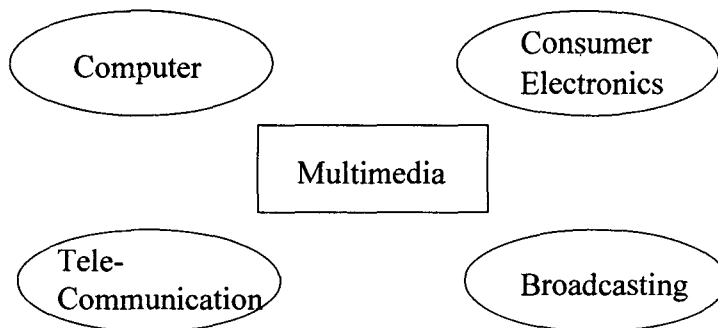 Computer
Consumer
Electronics
Multimedia
Tele-
Communication
Broadcasting